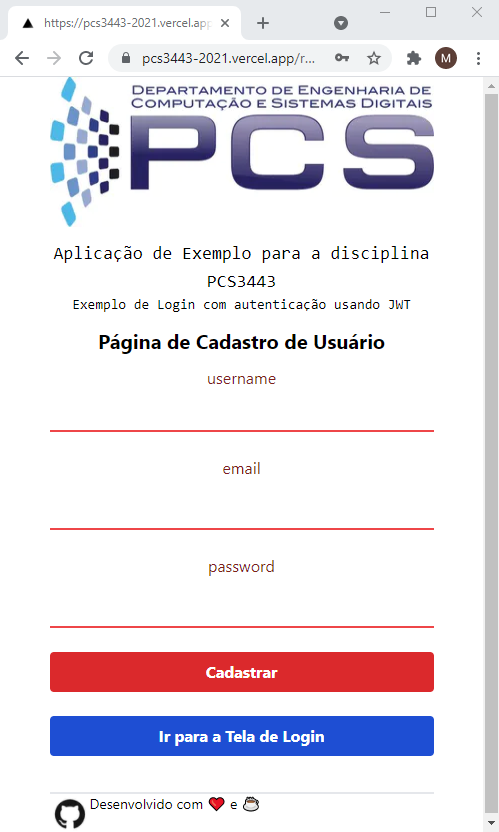 https://pcs3443-2021.vercel.app
pcs3443-2021.vercel.app/r...
M
DEPARTAMENTO DE ENGENHARIA DE
COMPUTAÇÃO E SISTEMAS DIGITAIS
PCS
Aplicação de Exemplo para a disciplina
PCS3443
Exemplo de Login com autenticação usando JWT
Página de Cadastro de Usuário
username
email
password
Cadastrar
Ir para a Tela de Login
Desenvolvido com ❤️ e ☕